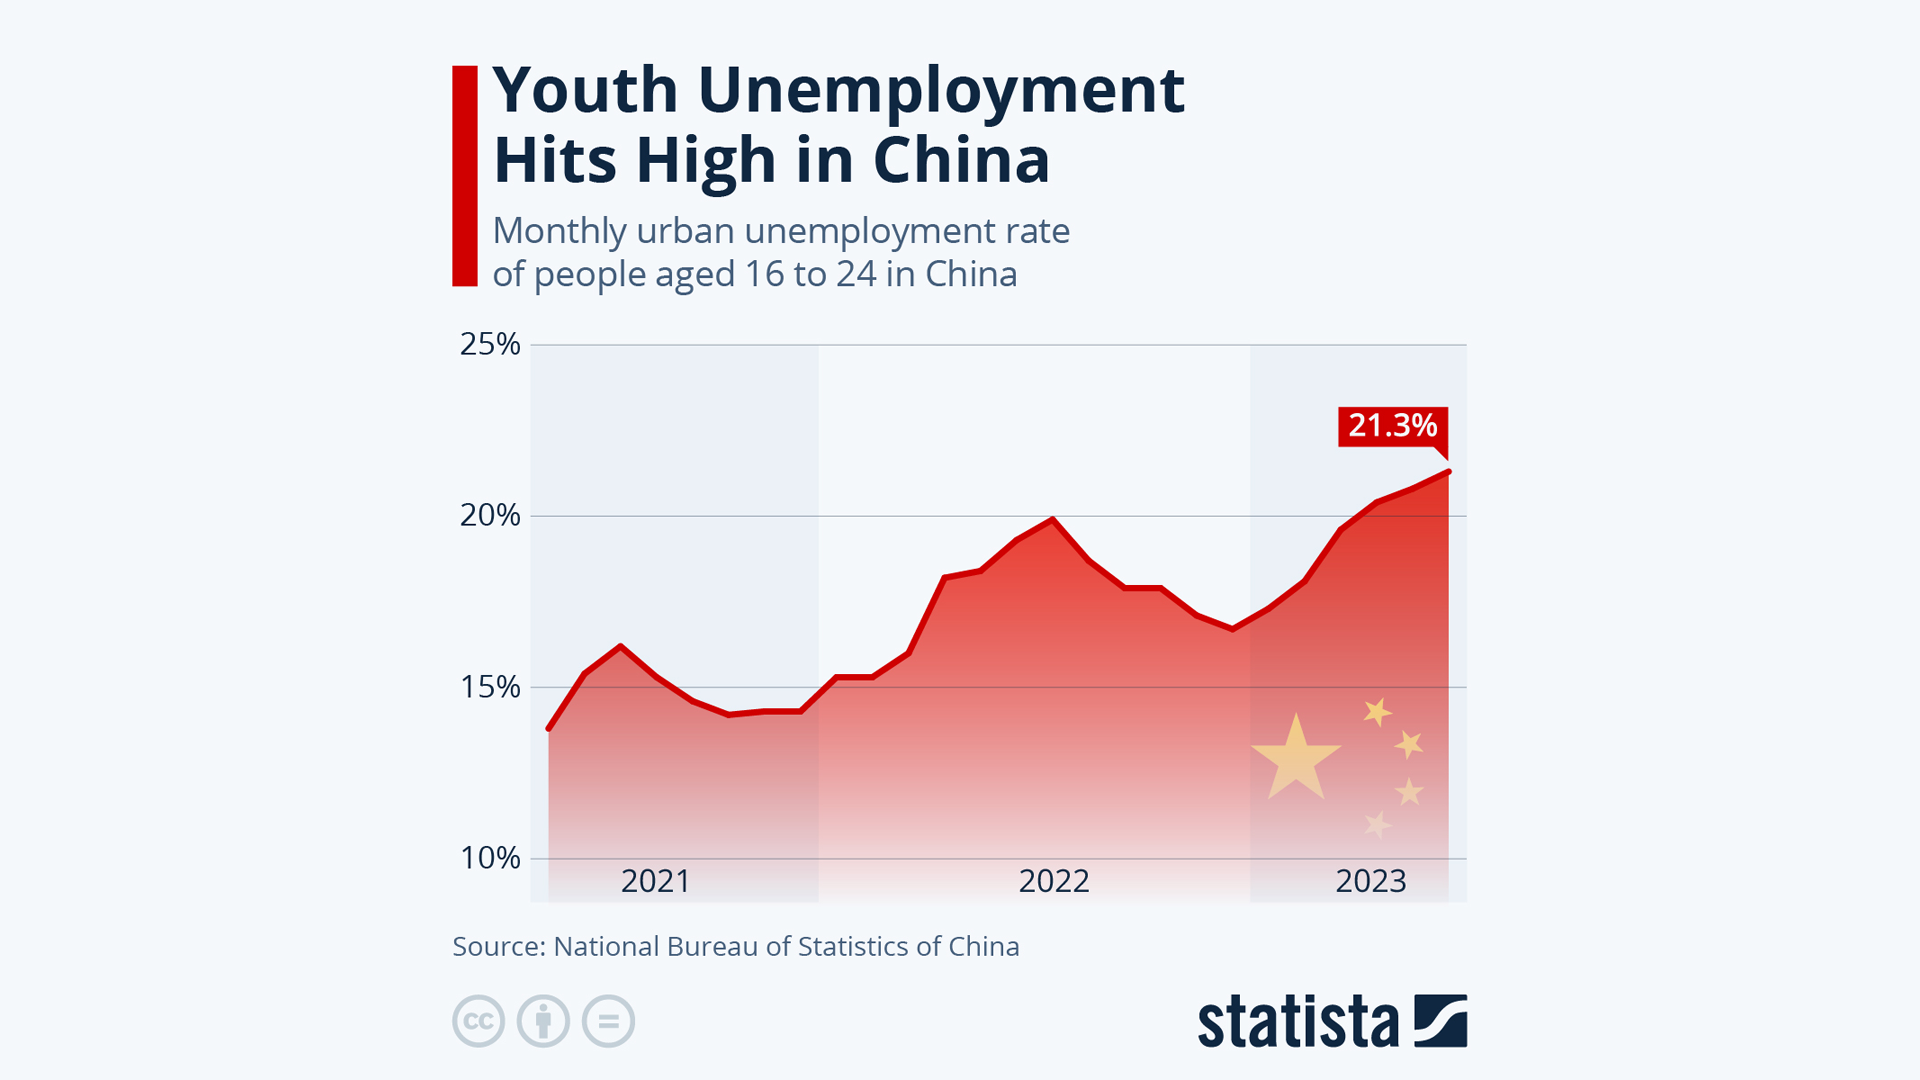 Youth Unemployment
Hits High in China
Monthly urban unemployment rate
of people aged 16 to 24 in China
25%
21.3%
20%
15%
10%
2021 2022 2023
Source: National Bureau of Statistics of China
cc =
statista